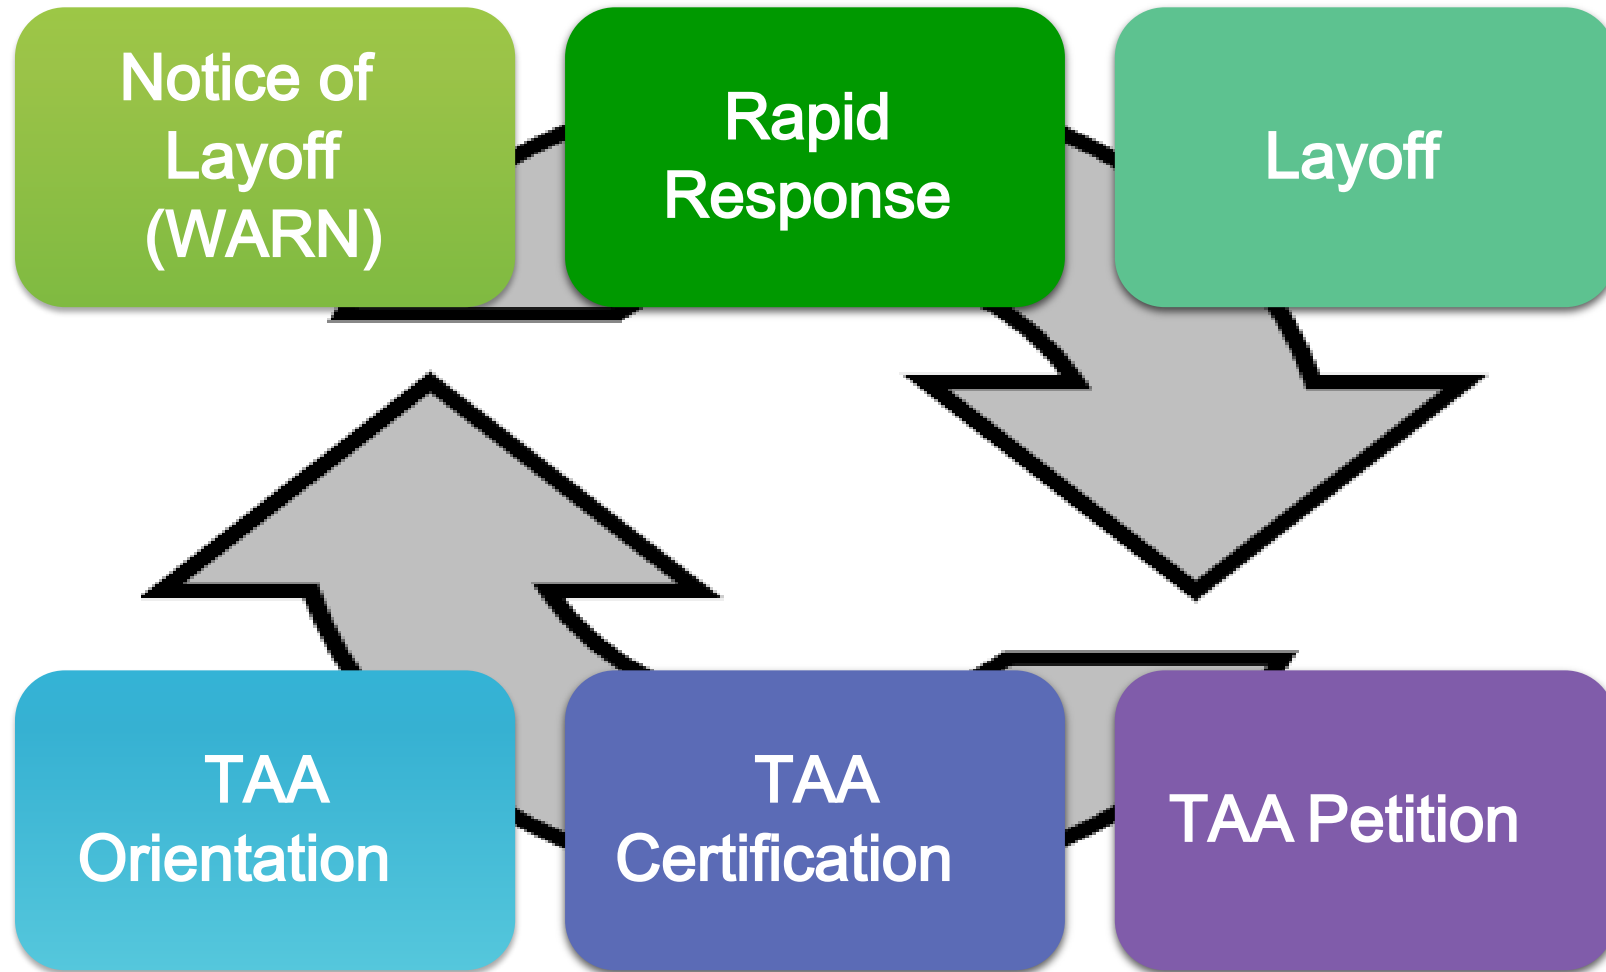 Notice of
Layoff
(WARN)
Rapid
Response
Layoff
TAA
Orientation
TAA
Certification
TAA Petition